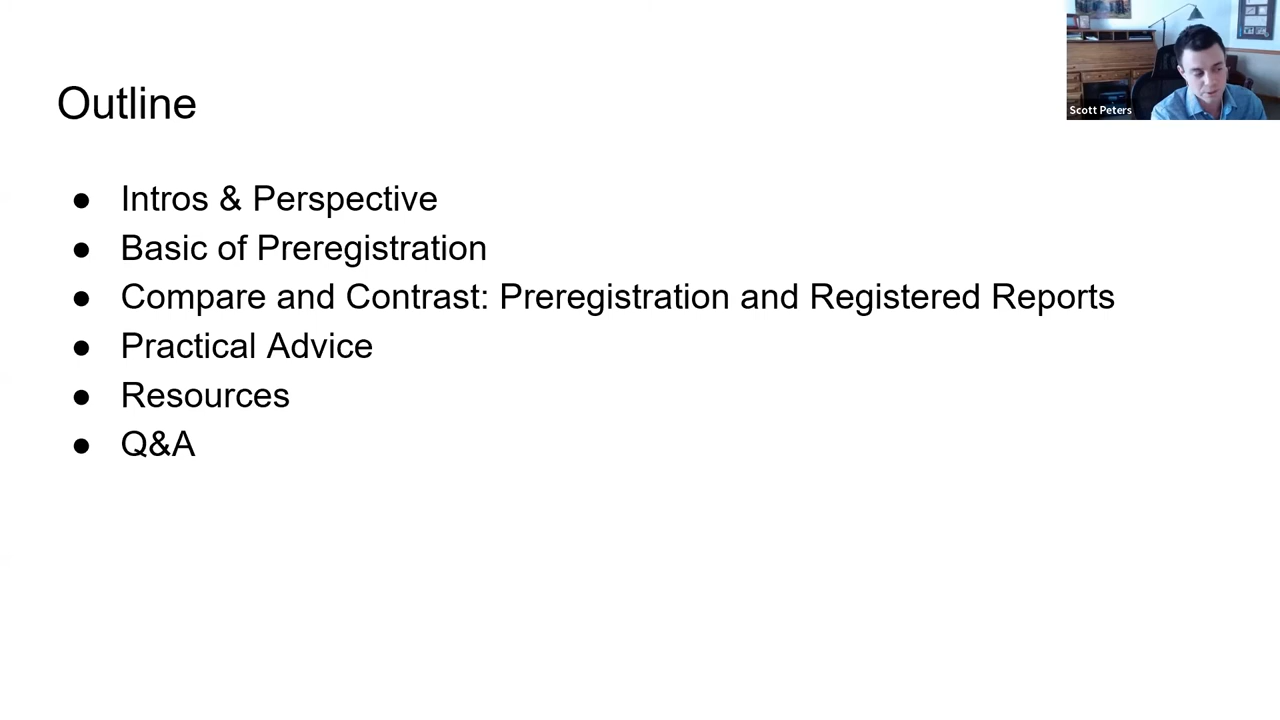 Outline
Scott Peters
● Intros & Perspective
● Basic of Preregistration
● Compare and Contrast: Preregistration and Registered Reports
● Practical Advice
● Resources
● Q&A